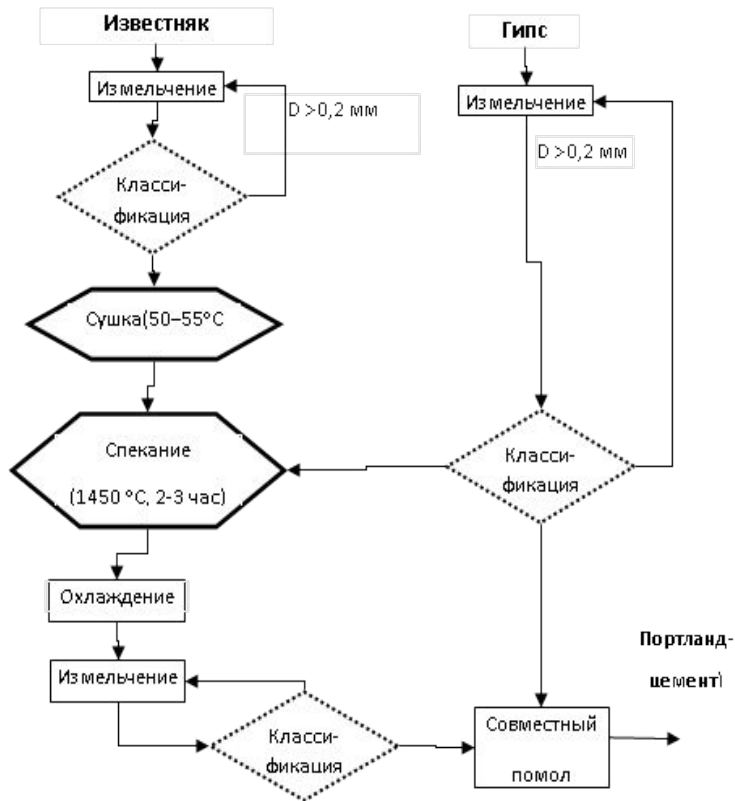 Известняк
Гипс
Измельчение
Измельчение
D >0,2 мм
D >0,2 мм
Класси-
фикация
Сушка(50–55°С
Спекание
(1450 °С, 2-3 час)
Класси-
фикация
Охлаждение
Измельчение
Класси-
фикация
Совместный
помол
Портланд-
цемент\